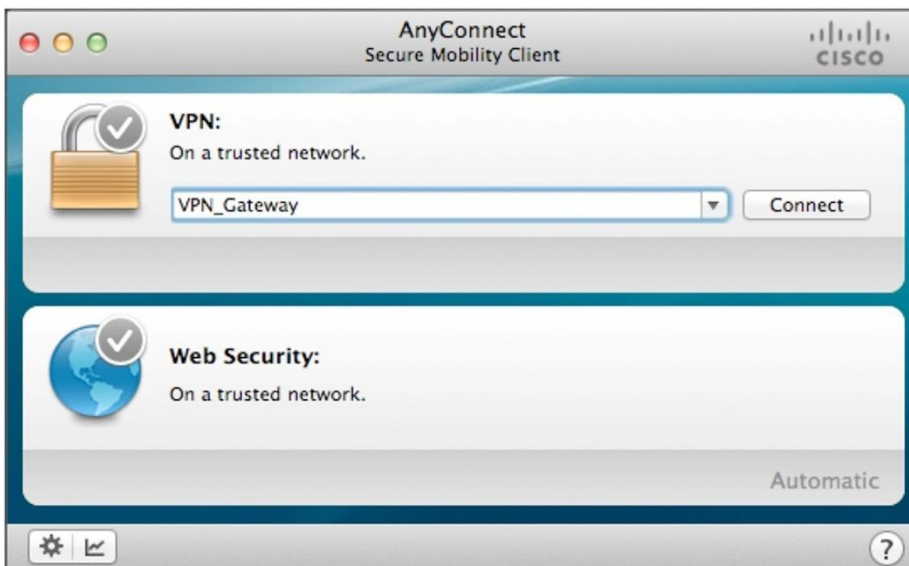 AnyConnect
Secure Mobility Client
CISCO
VPN:
On a trusted network.
VPN_Gateway
Connect
Web Security:
On a trusted network.
Automatic
?